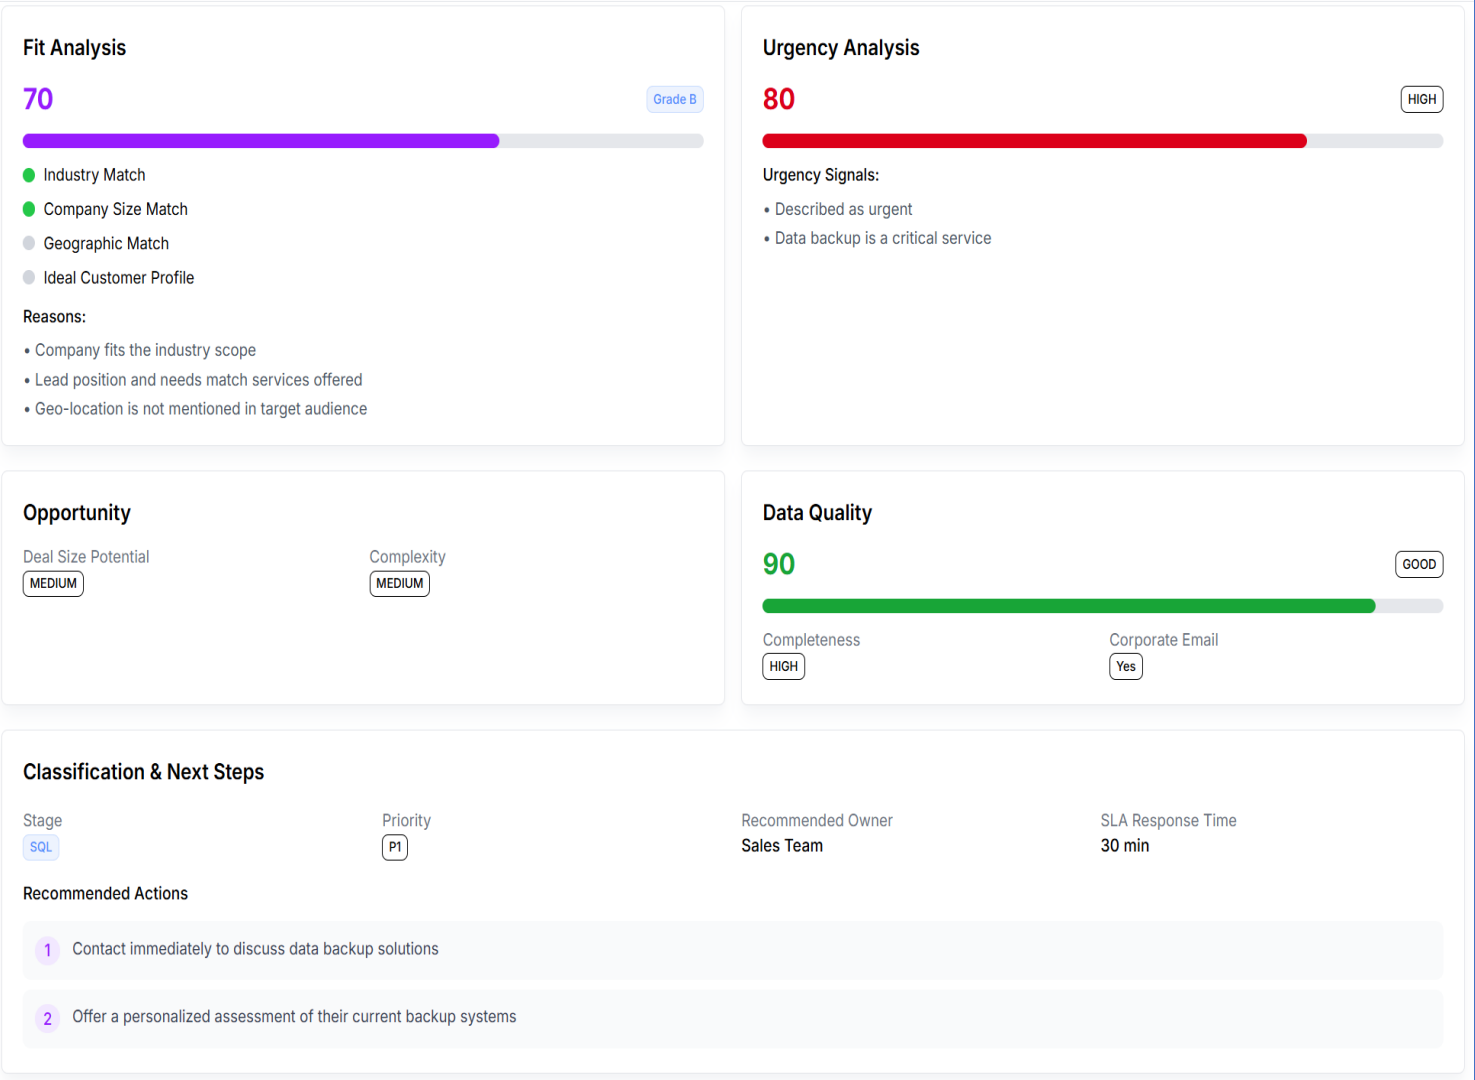 Fit Analysis
70
Grade B
Industry Match
Company Size Match
Geographic Match
Ideal Customer Profile
Reasons:
• Company fits the industry scope
• Lead position and needs match services offered
• Geo-location is not mentioned in target audience
Urgency Analysis
80
HIGH
Urgency Signals:
• Described as urgent
• Data backup is a critical service
Opportunity
Deal Size Potential
MEDIUM
Complexity
MEDIUM
Data Quality
90
GOOD
Completeness
HIGH
Corporate Email
Yes
Classification & Next Steps
Stage
SQL
Priority
P1
Recommended Owner
Sales Team
SLA Response Time
30 min
Recommended Actions
1 Contact immediately to discuss data backup solutions
2 Offer a personalized assessment of their current backup systems